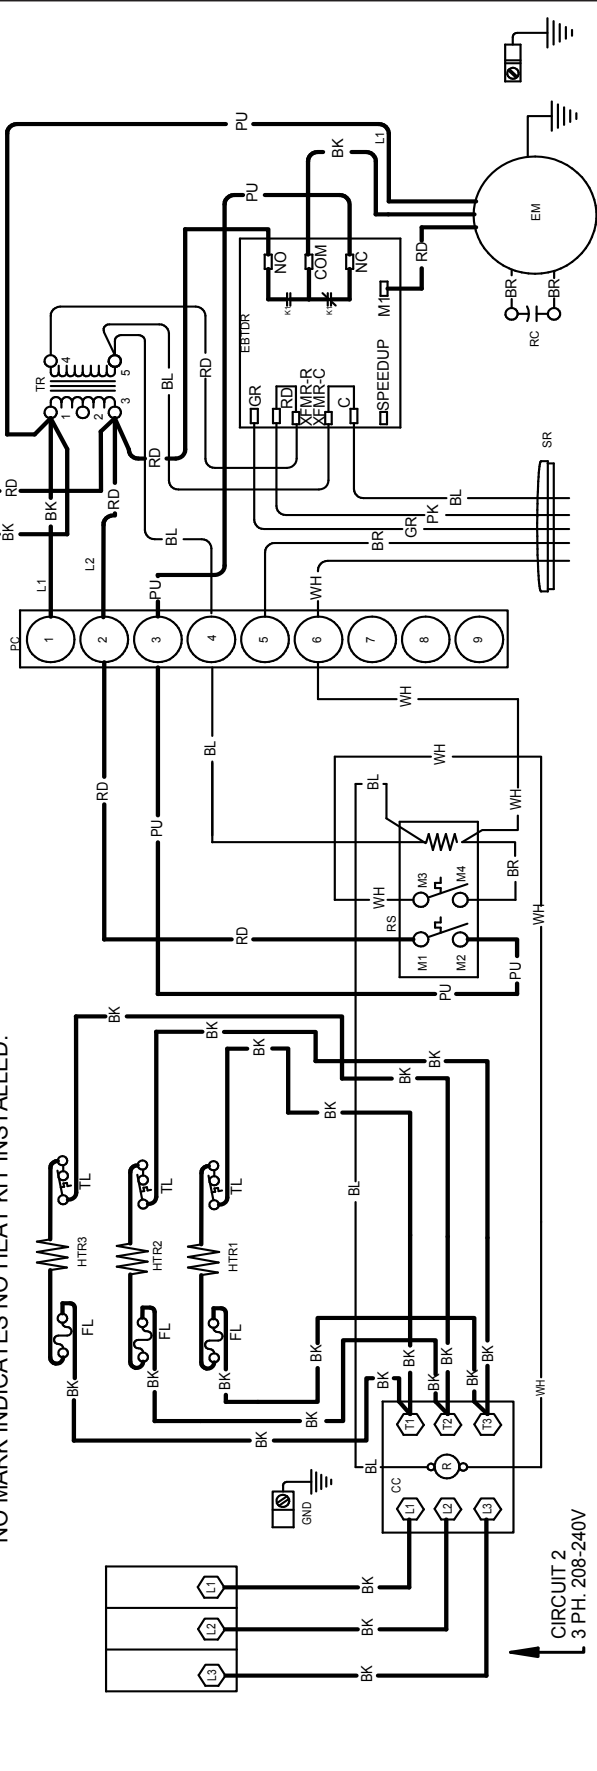 NO MARK INDICATES NO HEAT KIT INSTALLED.
PU
L1
BK
PU
EM
RD
BR
BR
RC
NO
COM
NC
K1
K1
M1
EBTDR
GR
RD
XFMR-R
XFMR-C
C
SPEEDUP
TR
4
5
1
2
3
BL
RD
RD
RD
BK
BK
RD
L1
L2
BL
PU
BL
PK
GR
BR
WH
SR
PC
1
2
3
4
5
6
7
8
9
RD
PU
BL
WH
WH
WH
BL
WH
BR
RS
M3
M4
M1
M2
RD
PU
PU
WH
BK
BK
BK
BK
BK
BK
BL
TL
TL
TL
HTR3
HTR2
HTR1
FL
FL
FL
BK
BK
BK
BK
BK
BK
BK
BK
BK
BK
BK
BK
WH
BL
T1
T2
T3
R
CC
L1
L2
L3
GND
L1
L2
L3
BK
BK
BK
CIRCUIT 2
3 PH. 208-240V